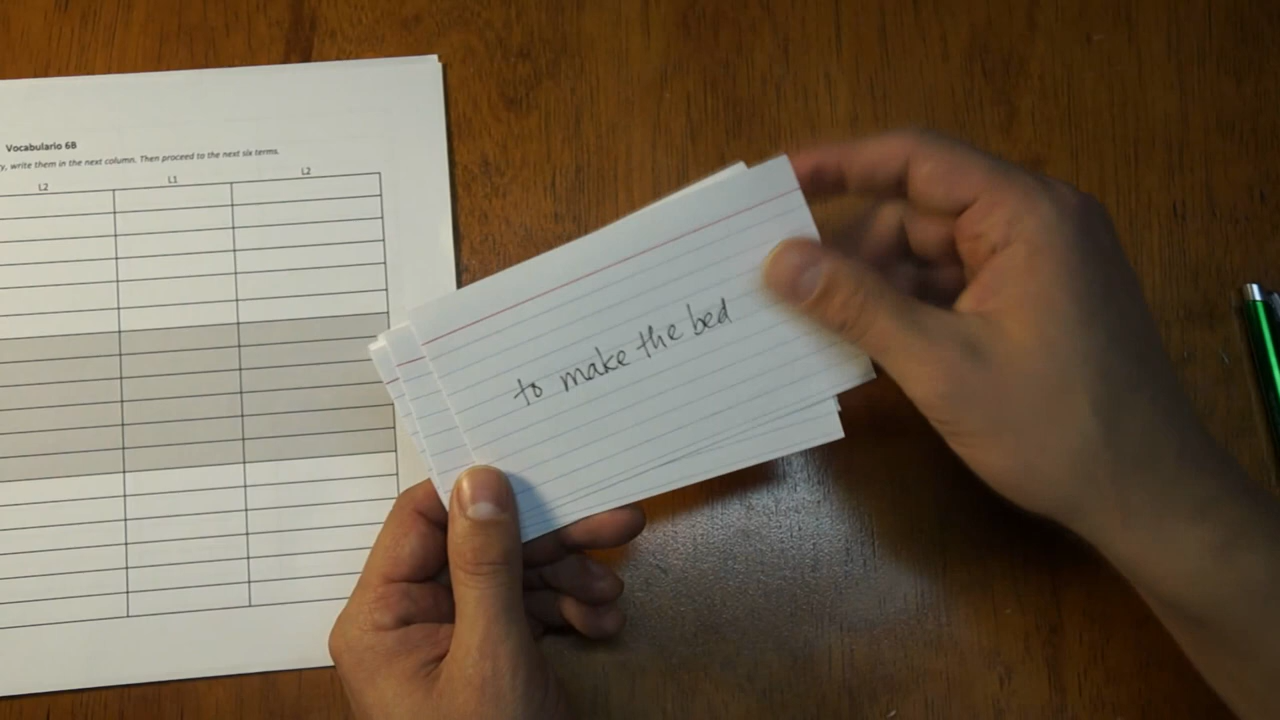 Vocabulario 6B
y, write them in the next column. Then proceed to the next six terms.
L2 L1 L2
to make the bed